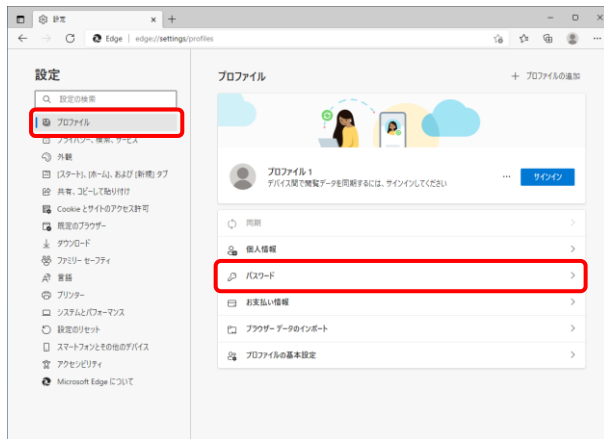 設定
Edge | edge://settings/profiles
設定
設定の検索
プロファイル
プライバシー、検索、サービス
外観
[スタート]、[ホーム]、および [新規] タブ
共有、コピーして貼り付け
Cookie とサイトのアクセス許可
既定のブラウザー
ダウンロード
ファミリー セーフティ
言語
プリンター
システムとパフォーマンス
設定のリセット
スマートフォンとその他のデバイス
アクセシビリティ
Microsoft Edge について
プロファイル
+ プロファイルの追加
プロファイル 1
デバイス間で閲覧データを同期するには、サインインしてください
サインイン
同期
個人情報
パスワード
お支払い情報
ブラウザー データのインポート
プロファイルの基本設定